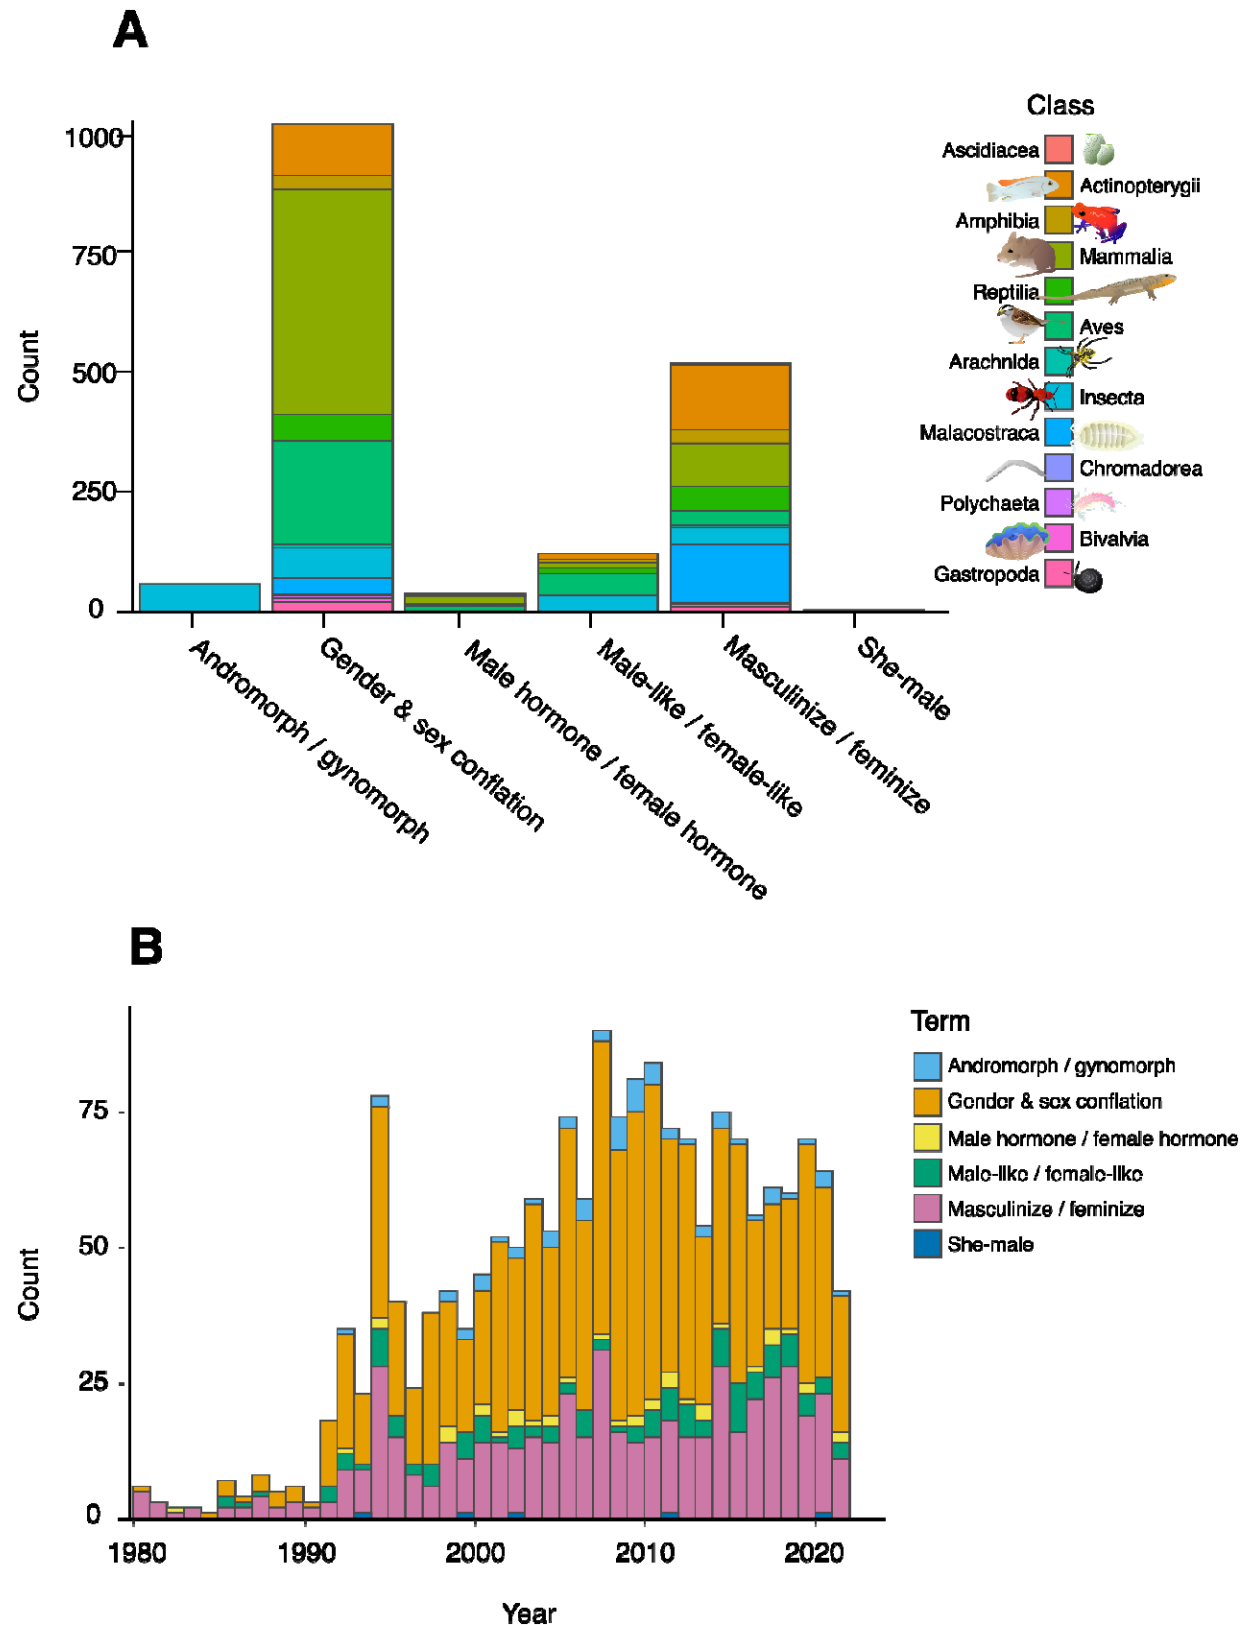 A
Count
1000
750
500
250
0
Andromorph / gynomorph
Gender & sex conflation
Male hormone / female hormone
Male-like / female-like
Masculinize / feminize
She-male
Class
Ascidiacea
Actinopterygii
Amphibia
Mammalia
Reptilia
Aves
Arachnida
Insecta
Malacostraca
Chromadorea
Polychaeta
Bivalvia
Gastropoda
B
Count
75
50
25
0
1980
1990
2000
2010
2020
Year
Term
Andromorph / gynomorph
Gender & sex conflation
Male hormone / female hormone
Male-like / female-like
Masculinize / feminize
She-male